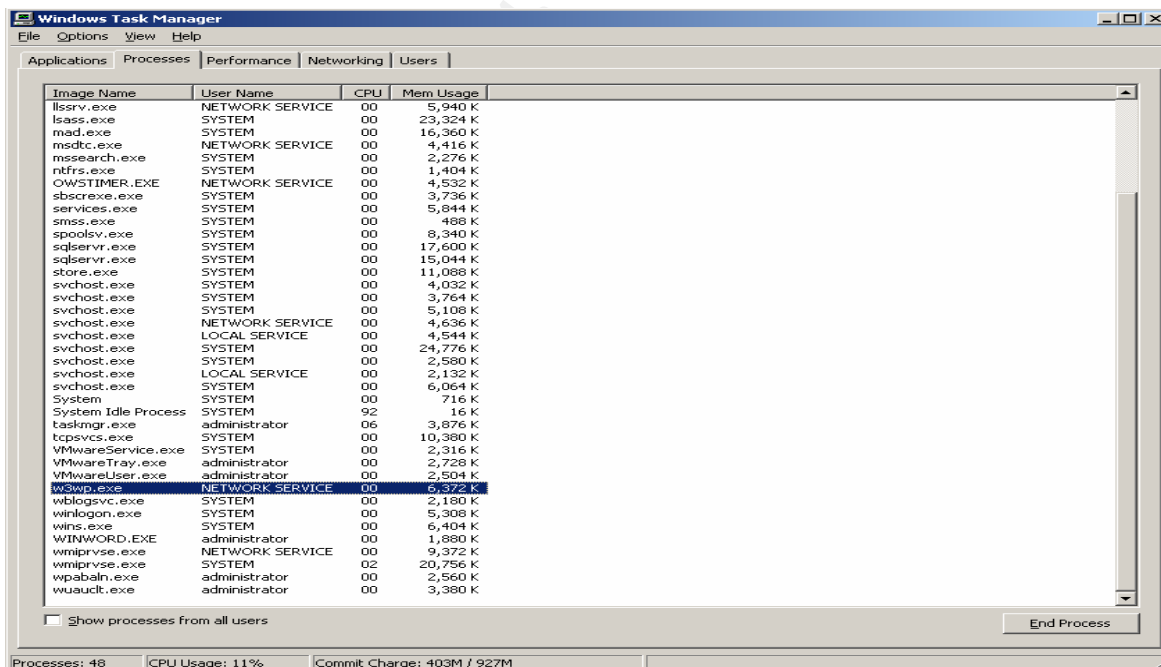 Windows Task Manager
File Options View Help
Applications Processes Performance Networking Users
Image Name User Name CPU Mem Usage
llssrv.exe NETWORK SERVICE 00 5,940 K
lsass.exe SYSTEM 00 23,324 K
mad.exe SYSTEM 00 16,360 K
msdtc.exe NETWORK SERVICE 00 4,416 K
mssearch.exe SYSTEM 00 2,276 K
ntfrs.exe SYSTEM 00 1,404 K
OWSTIMER.EXE NETWORK SERVICE 00 4,532 K
sbscrexe.exe SYSTEM 00 3,736 K
services.exe SYSTEM 00 5,844 K
smss.exe SYSTEM 00 488 K
spoolsv.exe SYSTEM 00 8,340 K
sqlservr.exe SYSTEM 00 17,600 K
sqlservr.exe SYSTEM 00 15,044 K
store.exe SYSTEM 00 11,088 K
svchost.exe SYSTEM 00 4,032 K
svchost.exe SYSTEM 00 3,764 K
svchost.exe SYSTEM 00 5,108 K
svchost.exe NETWORK SERVICE 00 4,636 K
svchost.exe LOCAL SERVICE 00 4,544 K
svchost.exe SYSTEM 00 24,776 K
svchost.exe SYSTEM 00 2,580 K
svchost.exe LOCAL SERVICE 00 2,132 K
svchost.exe SYSTEM 00 6,064 K
System SYSTEM 00 716 K
System Idle Process SYSTEM 92 16 K
taskmgr.exe administrator 06 3,876 K
tcpsvcs.exe SYSTEM 00 10,380 K
VMwareService.exe SYSTEM 00 2,316 K
VMwareTray.exe administrator 00 2,728 K
VMwareUser.exe administrator 00 2,504 K
w3wp.exe NETWORK SERVICE 00 6,372 K
wblogsvc.exe SYSTEM 00 2,180 K
winlogon.exe SYSTEM 00 5,308 K
wins.exe SYSTEM 00 6,404 K
WINWORD.EXE administrator 00 1,880 K
wmiprvse.exe NETWORK SERVICE 00 9,372 K
wmiprvse.exe SYSTEM 02 20,756 K
wpabaln.exe administrator 00 2,560 K
wuauclt.exe administrator 00 3,380 K
Show processes from all users End Process
Processes: 48 CPU Usage: 11% Commit Charge: 403M / 927M